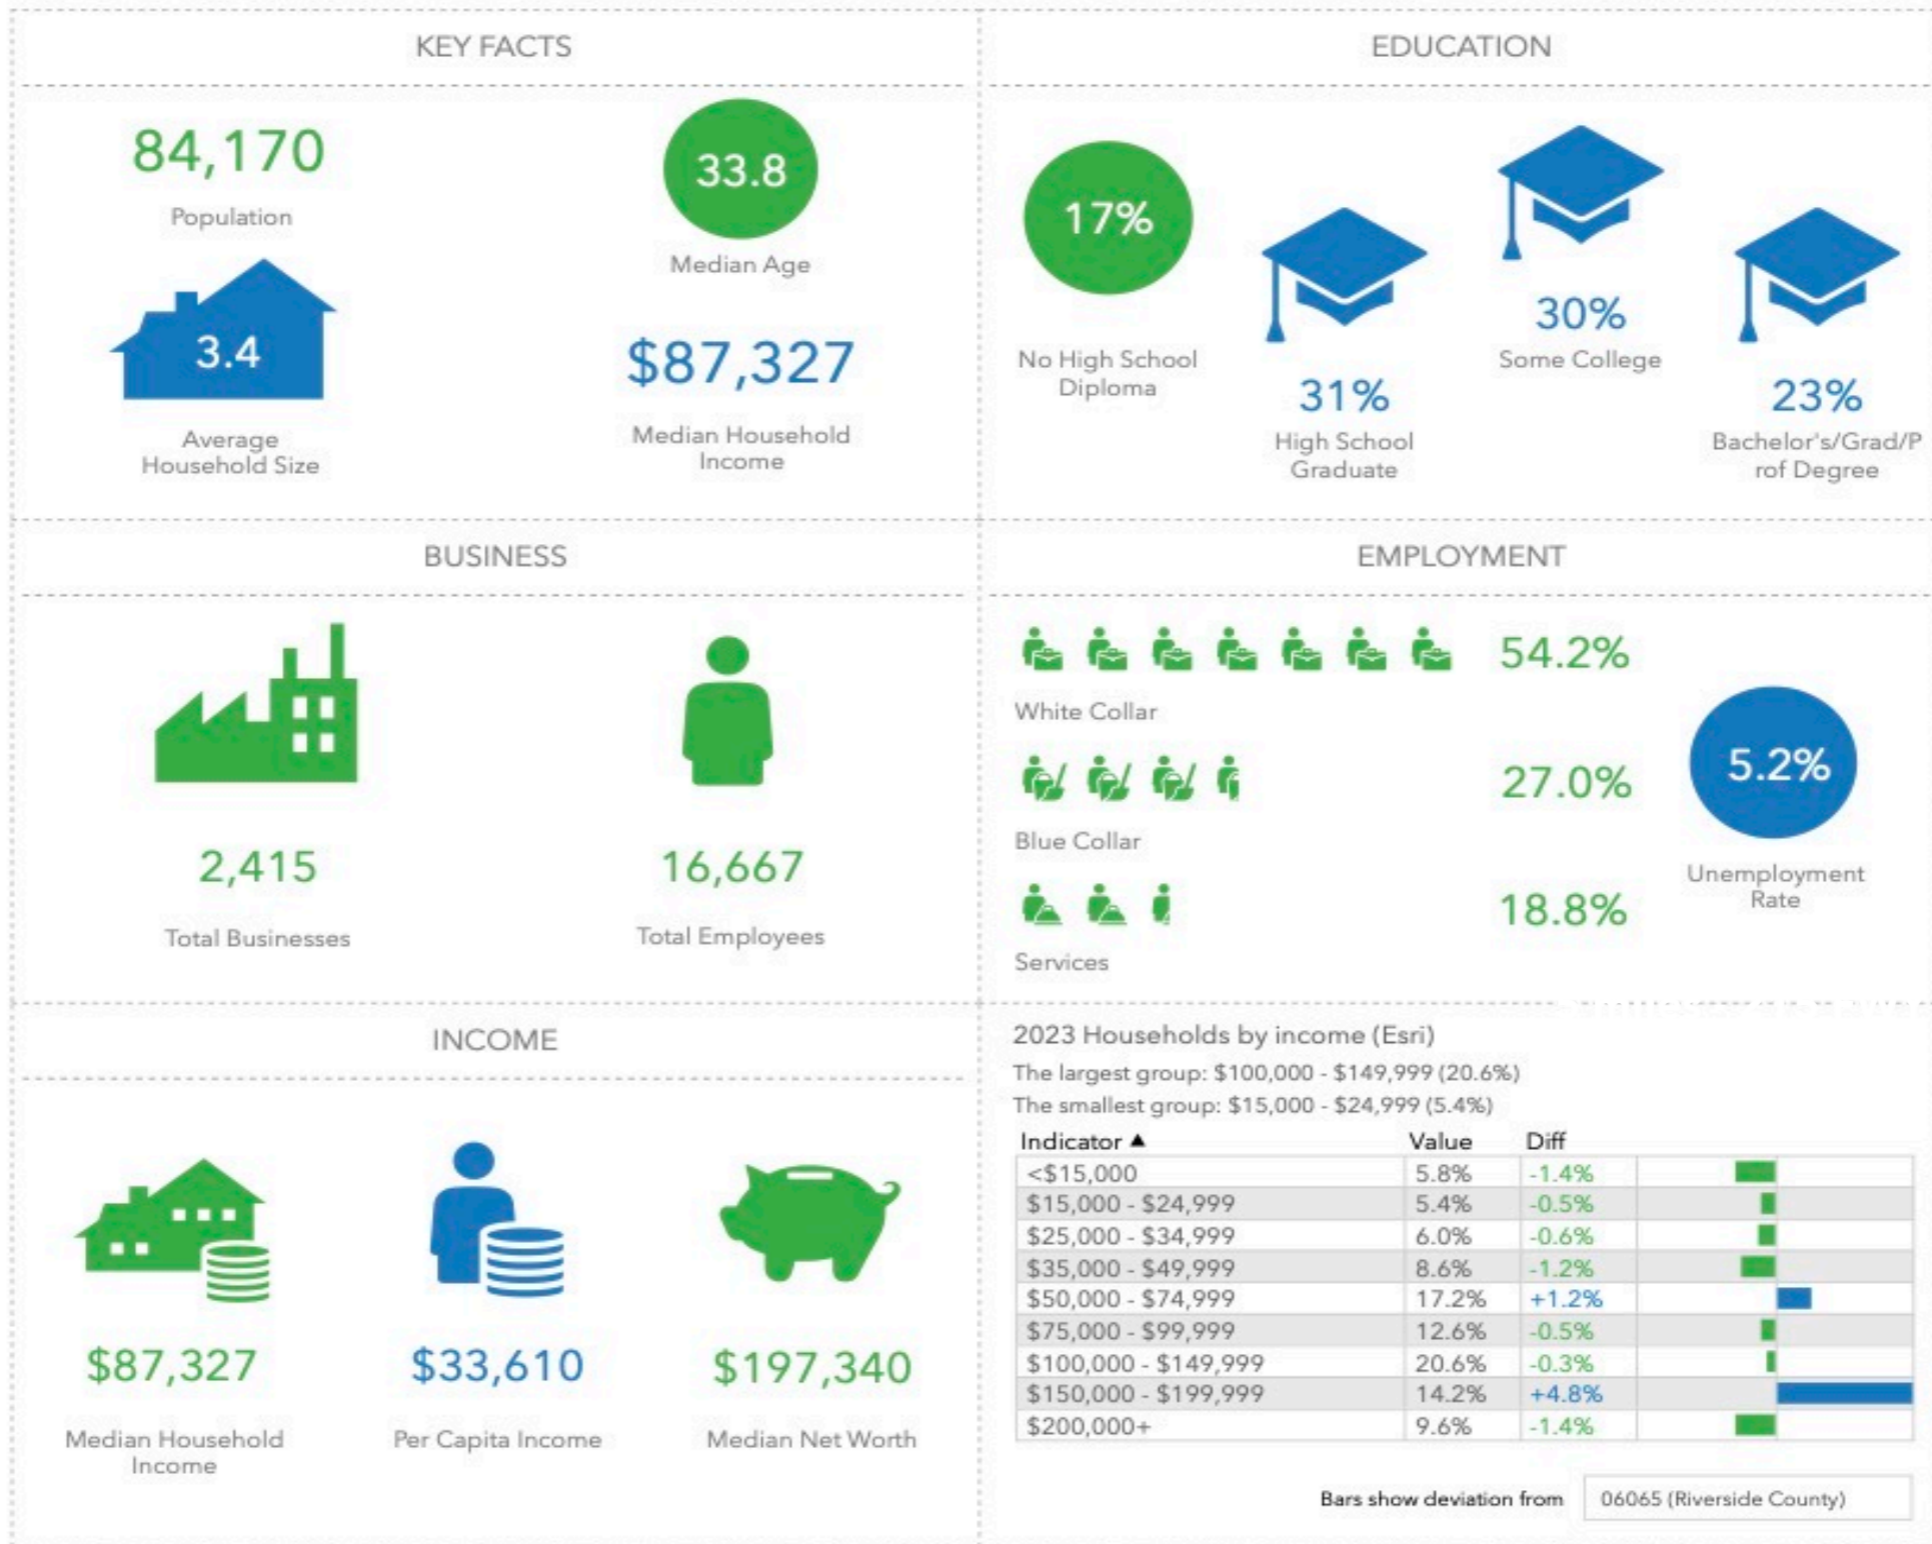 KEY FACTS
84,170
Population
33.8
Median Age
3.4
Average
Household Size
$87,327
Median Household
Income
EDUCATION
17%
No High School
Diploma
31%
High School
Graduate
30%
Some College
23%
Bachelor's/Grad/P
rof Degree
BUSINESS
2,415
Total Businesses
16,667
Total Employees
EMPLOYMENT
54.2%
White Collar
27.0%
Blue Collar
18.8%
Services
5.2%
Unemployment
Rate
INCOME
$87,327
Median Household
Income
$33,610
Per Capita Income
$197,340
Median Net Worth
2023 Households by income (Esri)
The largest group: $100,000 - $149,999 (20.6%)
The smallest group: $15,000 - $24,999 (5.4%)
Indicator ▲ Value Diff
<$15,000 5.8% -1.4%
$15,000 - $24,999 5.4% -0.5%
$25,000 - $34,999 6.0% -0.6%
$35,000 - $49,999 8.6% -1.2%
$50,000 - $74,999 17.2% +1.2%
$75,000 - $99,999 12.6% -0.5%
$100,000 - $149,999 20.6% -0.3%
$150,000 - $199,999 14.2% +4.8%
$200,000+ 9.6% -1.4%
Bars show deviation from 06065 (Riverside County)